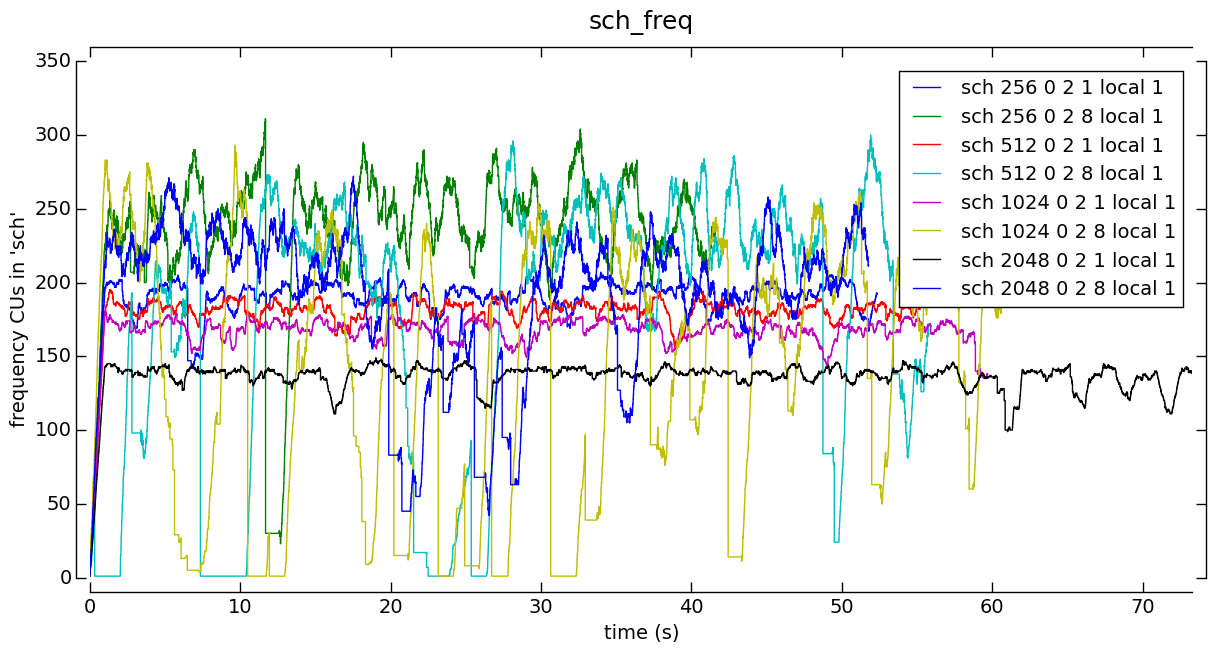 sch_freq
350
300
250
200
150
100
50
0
frequency CUs in 'sch'
sch 256 0 2 1 local 1
sch 256 0 2 8 local 1
sch 512 0 2 1 local 1
sch 512 0 2 8 local 1
sch 1024 0 2 1 local 1
sch 1024 0 2 8 local 1
sch 2048 0 2 1 local 1
sch 2048 0 2 8 local 1
0 10 20 30 40 50 60 70
time (s)